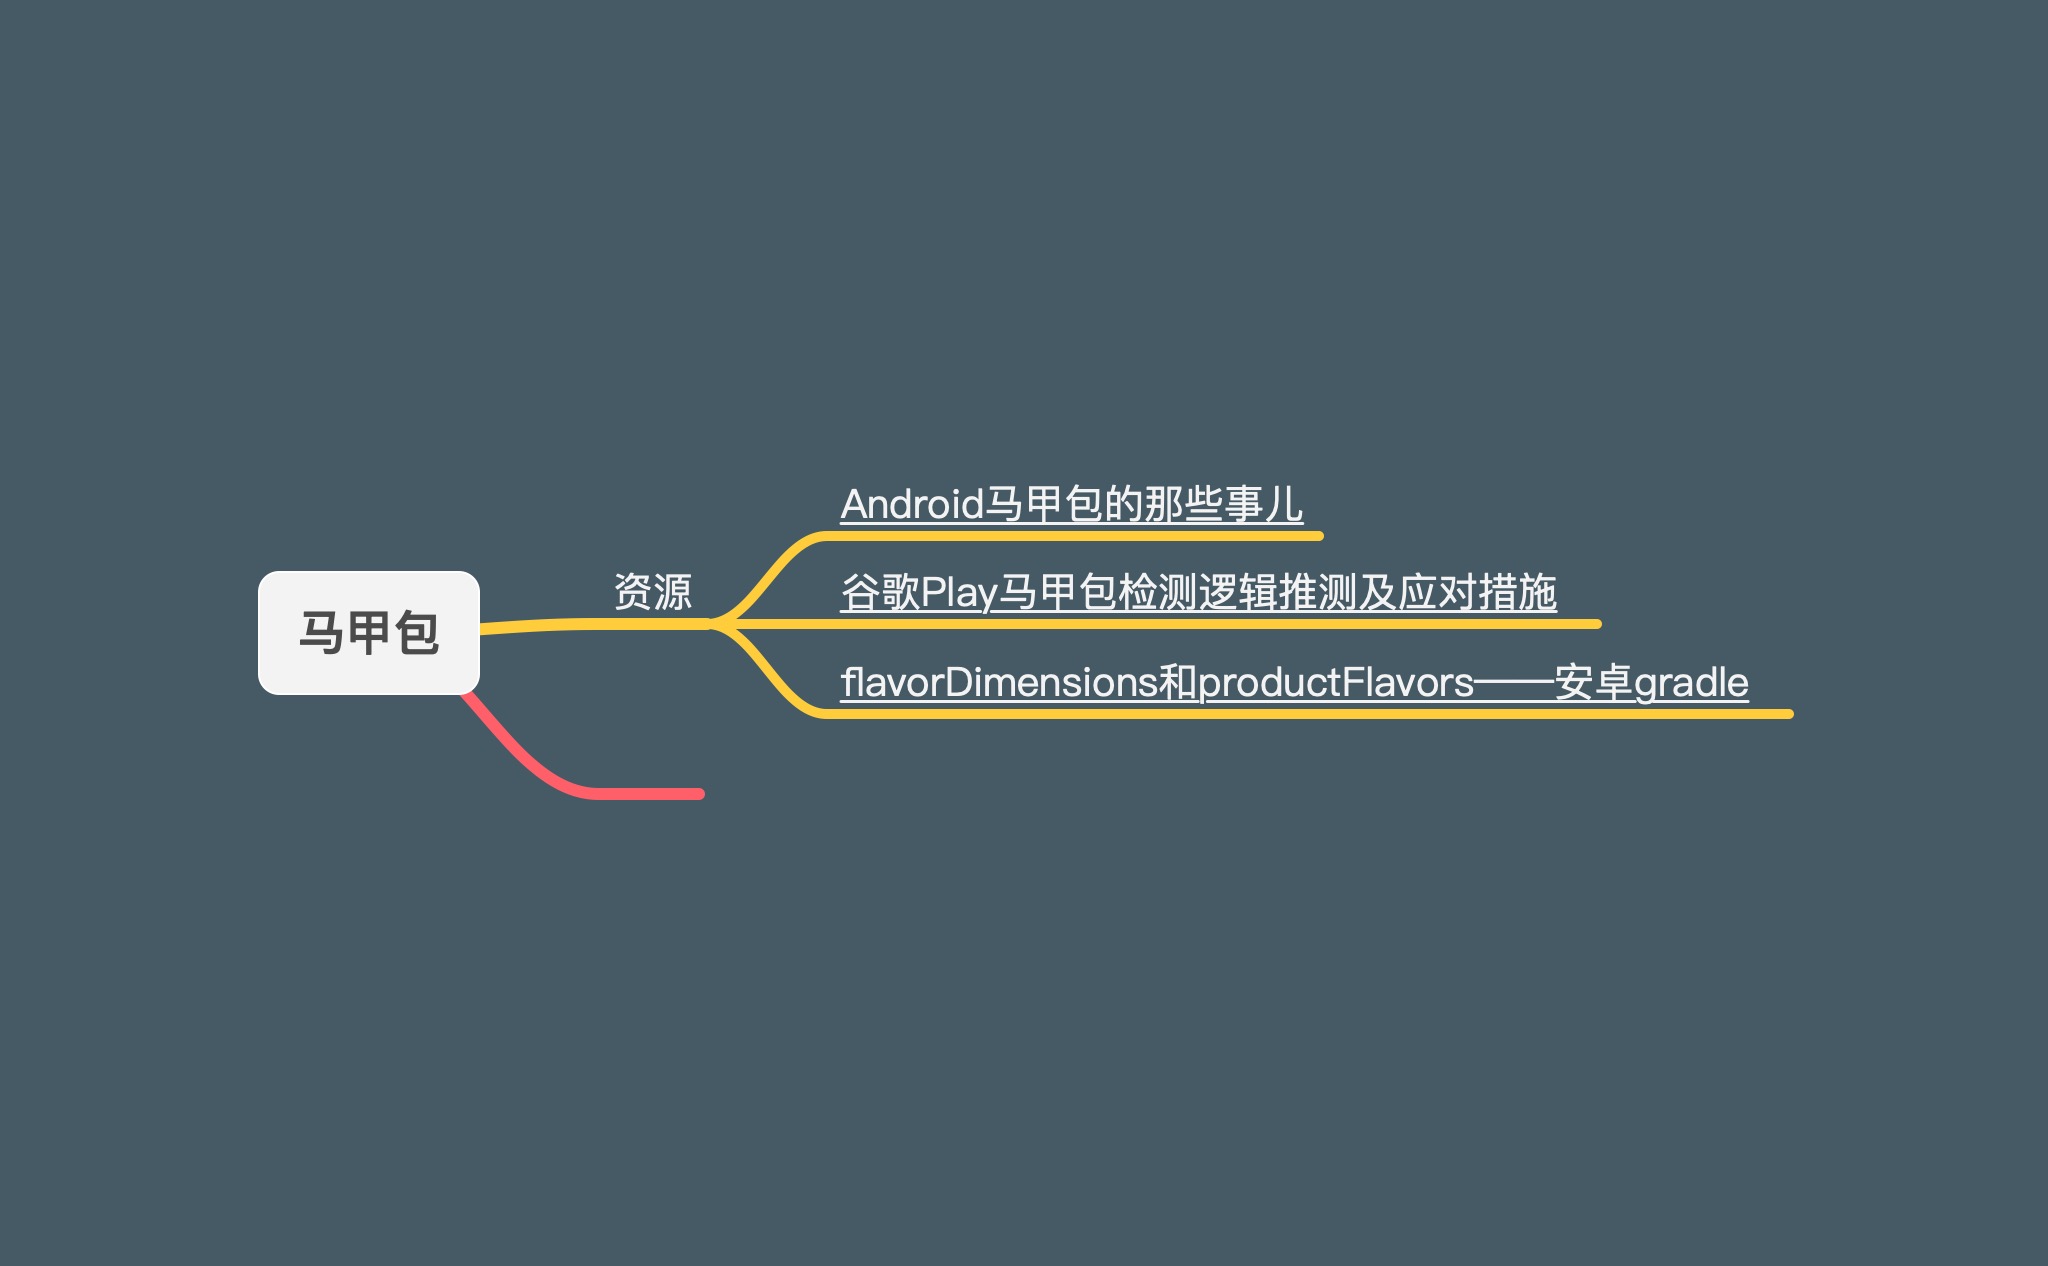 马甲包
资源
Android马甲包的那些事儿
谷歌Play马甲包检测逻辑推测及应对措施
flavorDimensions和productFlavors——安卓gradle